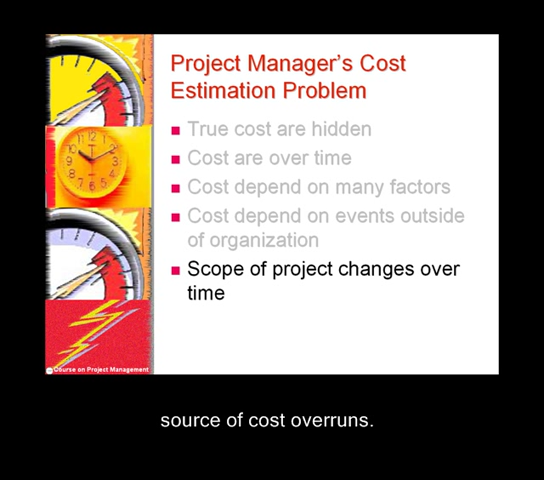 Project Manager's Cost
Estimation Problem
True cost are hidden
Cost are over time
Cost depend on many factors
Cost depend on events outside
of organization
Scope of project changes over
time
Course on Project Management
source of cost overruns.